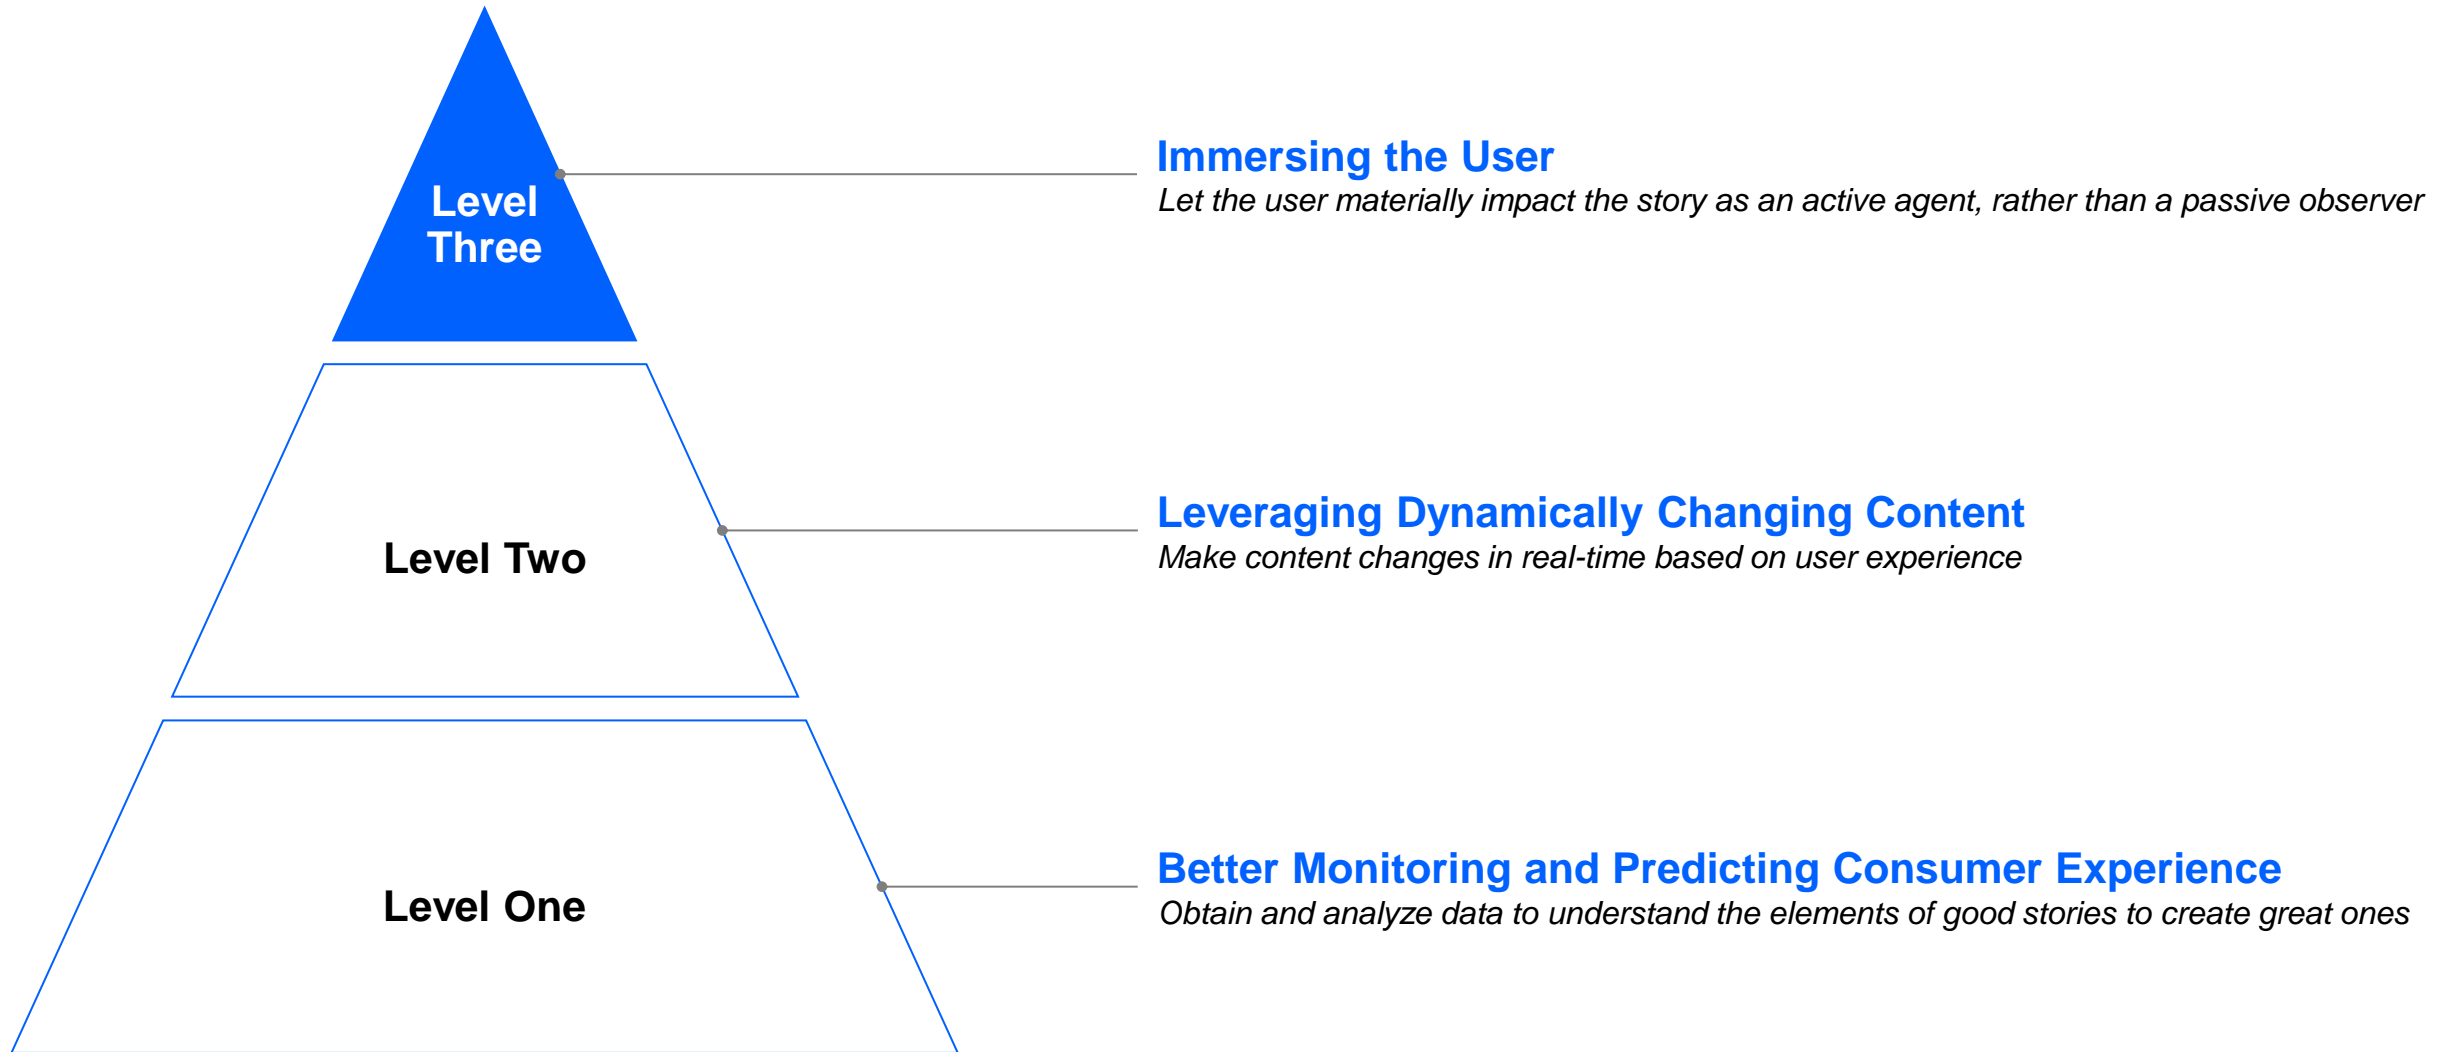 Level
Three
Immersing the User
Let the user materially impact the story as an active agent, rather than a passive observer
Level Two
Leveraging Dynamically Changing Content
Make content changes in real-time based on user experience
Level One
Better Monitoring and Predicting Consumer Experience
Obtain and analyze data to understand the elements of good stories to create great ones